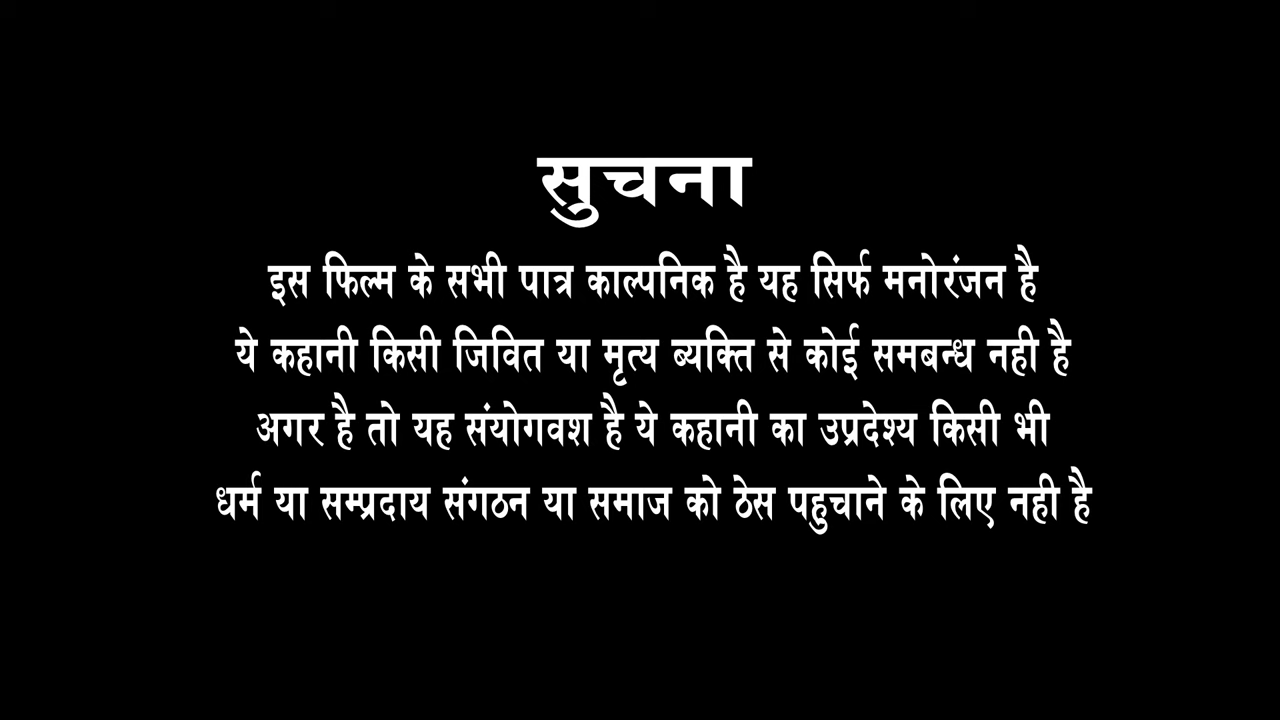 सुचना
इस फिल्म के सभी पात्र काल्पनिक है यह सिर्फ मनोरंजन है
ये कहानी किसी जिवित या मृत्य ब्यक्ति से कोई समबन्ध नही है
अगर है तो यह संयोगवश है ये कहानी का उप्रदेश्य किसी भी
धर्म या सम्प्रदाय संगठन या समाज को ठेस पहुचाने के लिए नही है